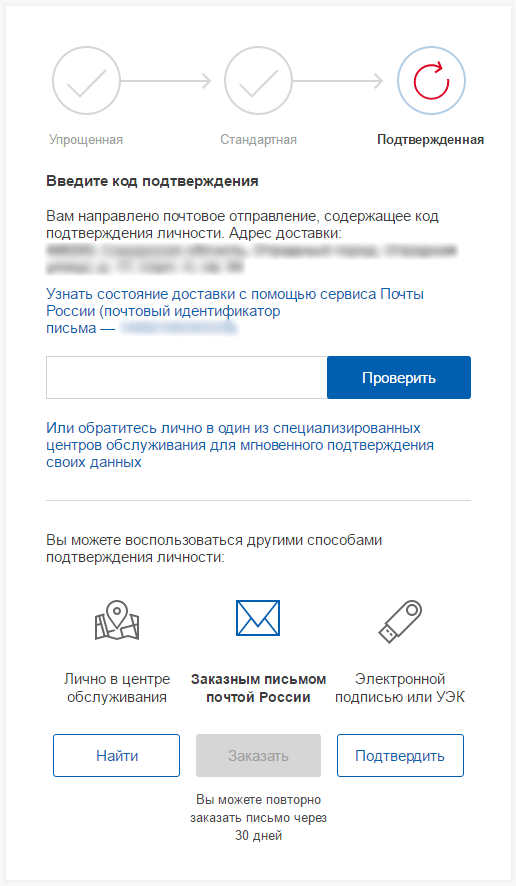 Упрощенная
Стандартная
Подтвержденная
Введите код подтверждения
Вам направлено почтовое отправление, содержащее код
подтверждения личности. Адрес доставки:
Узнать состояние доставки с помощью сервиса Почты
России (почтовый идентификатор
письма —
Проверить
Или обратитесь лично в один из специализированных
центров обслуживания для мгновенного подтверждения
своих данных
Вы можете воспользоваться другими способами
подтверждения личности:
Лично в центре
обслуживания
Заказным письмом
почтой России
Электронной
подписью или УЭК
Найти
Заказать
Подтвердить
Вы можете повторно
заказать письмо через
30 дней